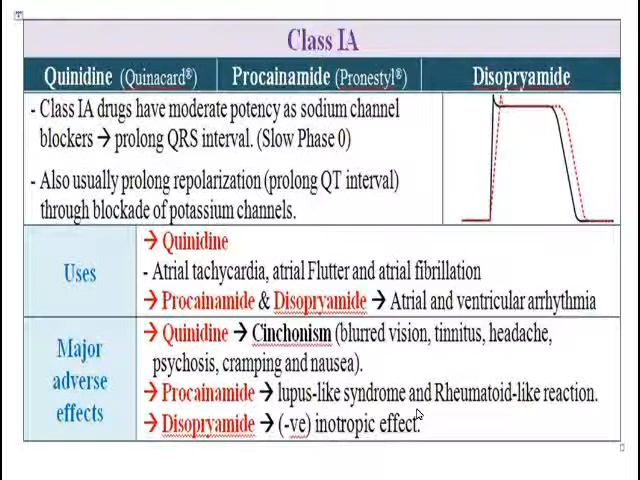 Class IA
Quinidine (Quinacard®) Procainamide (Pronestyl®) Disopryamide
- Class IA drugs have moderate potency as sodium channel
blockers → prolong QRS interval. (Slow Phase 0)
- Also usually prolong repolarization (prolong QT interval)
through blockade of potassium channels.
Uses
→ Quinidine
- Atrial tachycardia, atrial Flutter and atrial fibrillation
→ Procainamide & Disopryamide → Atrial and ventricular arrhythmia
Major
adverse
effects
→ Quinidine → Cinchonism (blurred vision, tinnitus, headache,
psychosis, cramping and nausea).
→ Procainamide → lupus-like syndrome and Rheumatoid-like reaction.
→ Disopryamide → (-ve) inotropic effect.